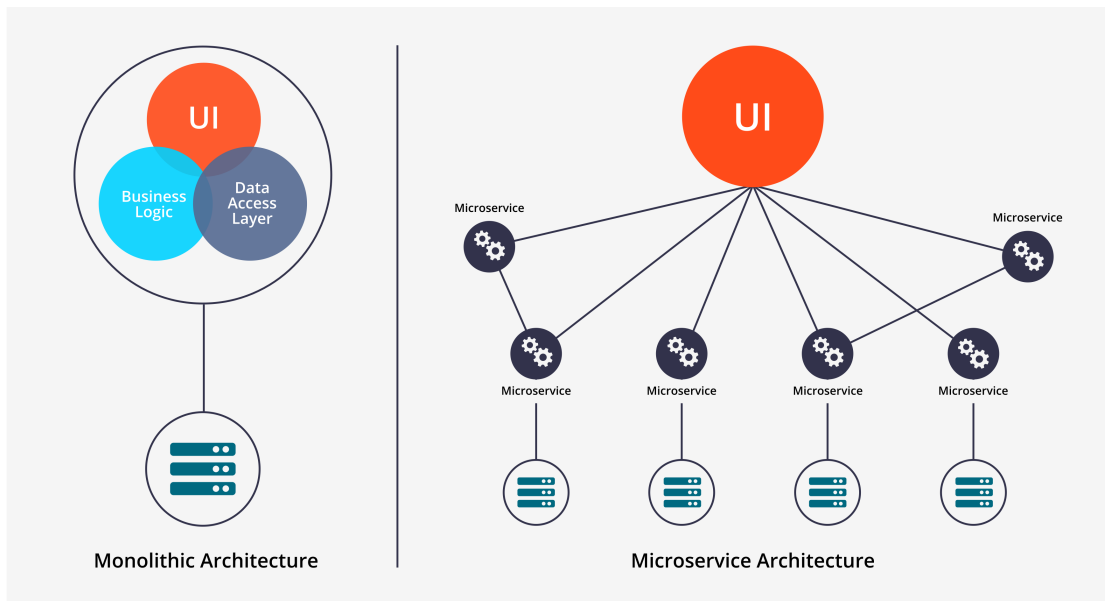 UI
Business
Logic
Data
Access
Layer
Monolithic Architecture
UI
Microservice
Microservice
Microservice
Microservice
Microservice
Microservice
Microservice Architecture